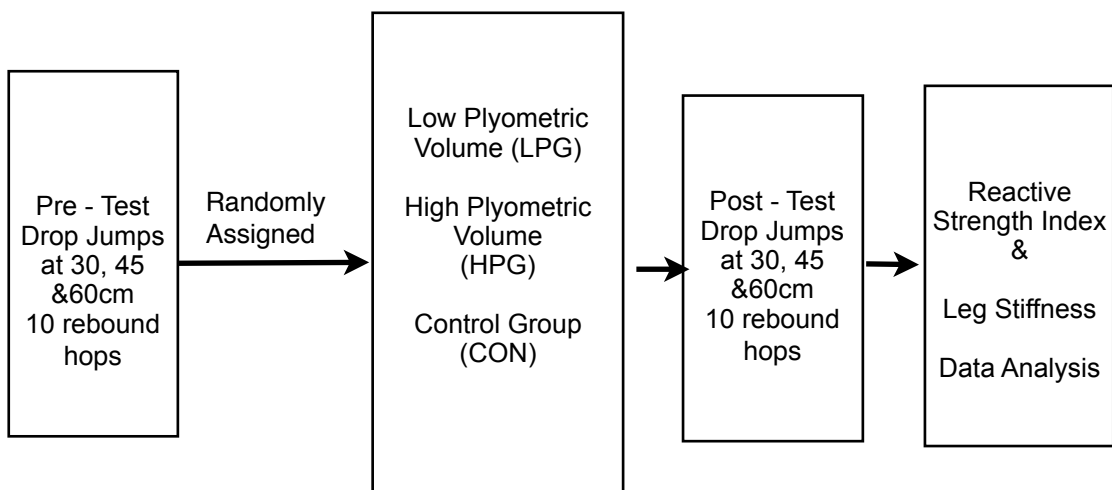 Pre - Test
Drop Jumps
at 30, 45
&60cm
10 rebound
hops
Randomly
Assigned
Low Plyometric
Volume (LPG)
High Plyometric
Volume
(HPG)
Control Group
(CON)
Post - Test
Drop Jumps
at 30, 45
&60cm
10 rebound
hops
Reactive
Strength Index
&
Leg Stiffness
Data Analysis